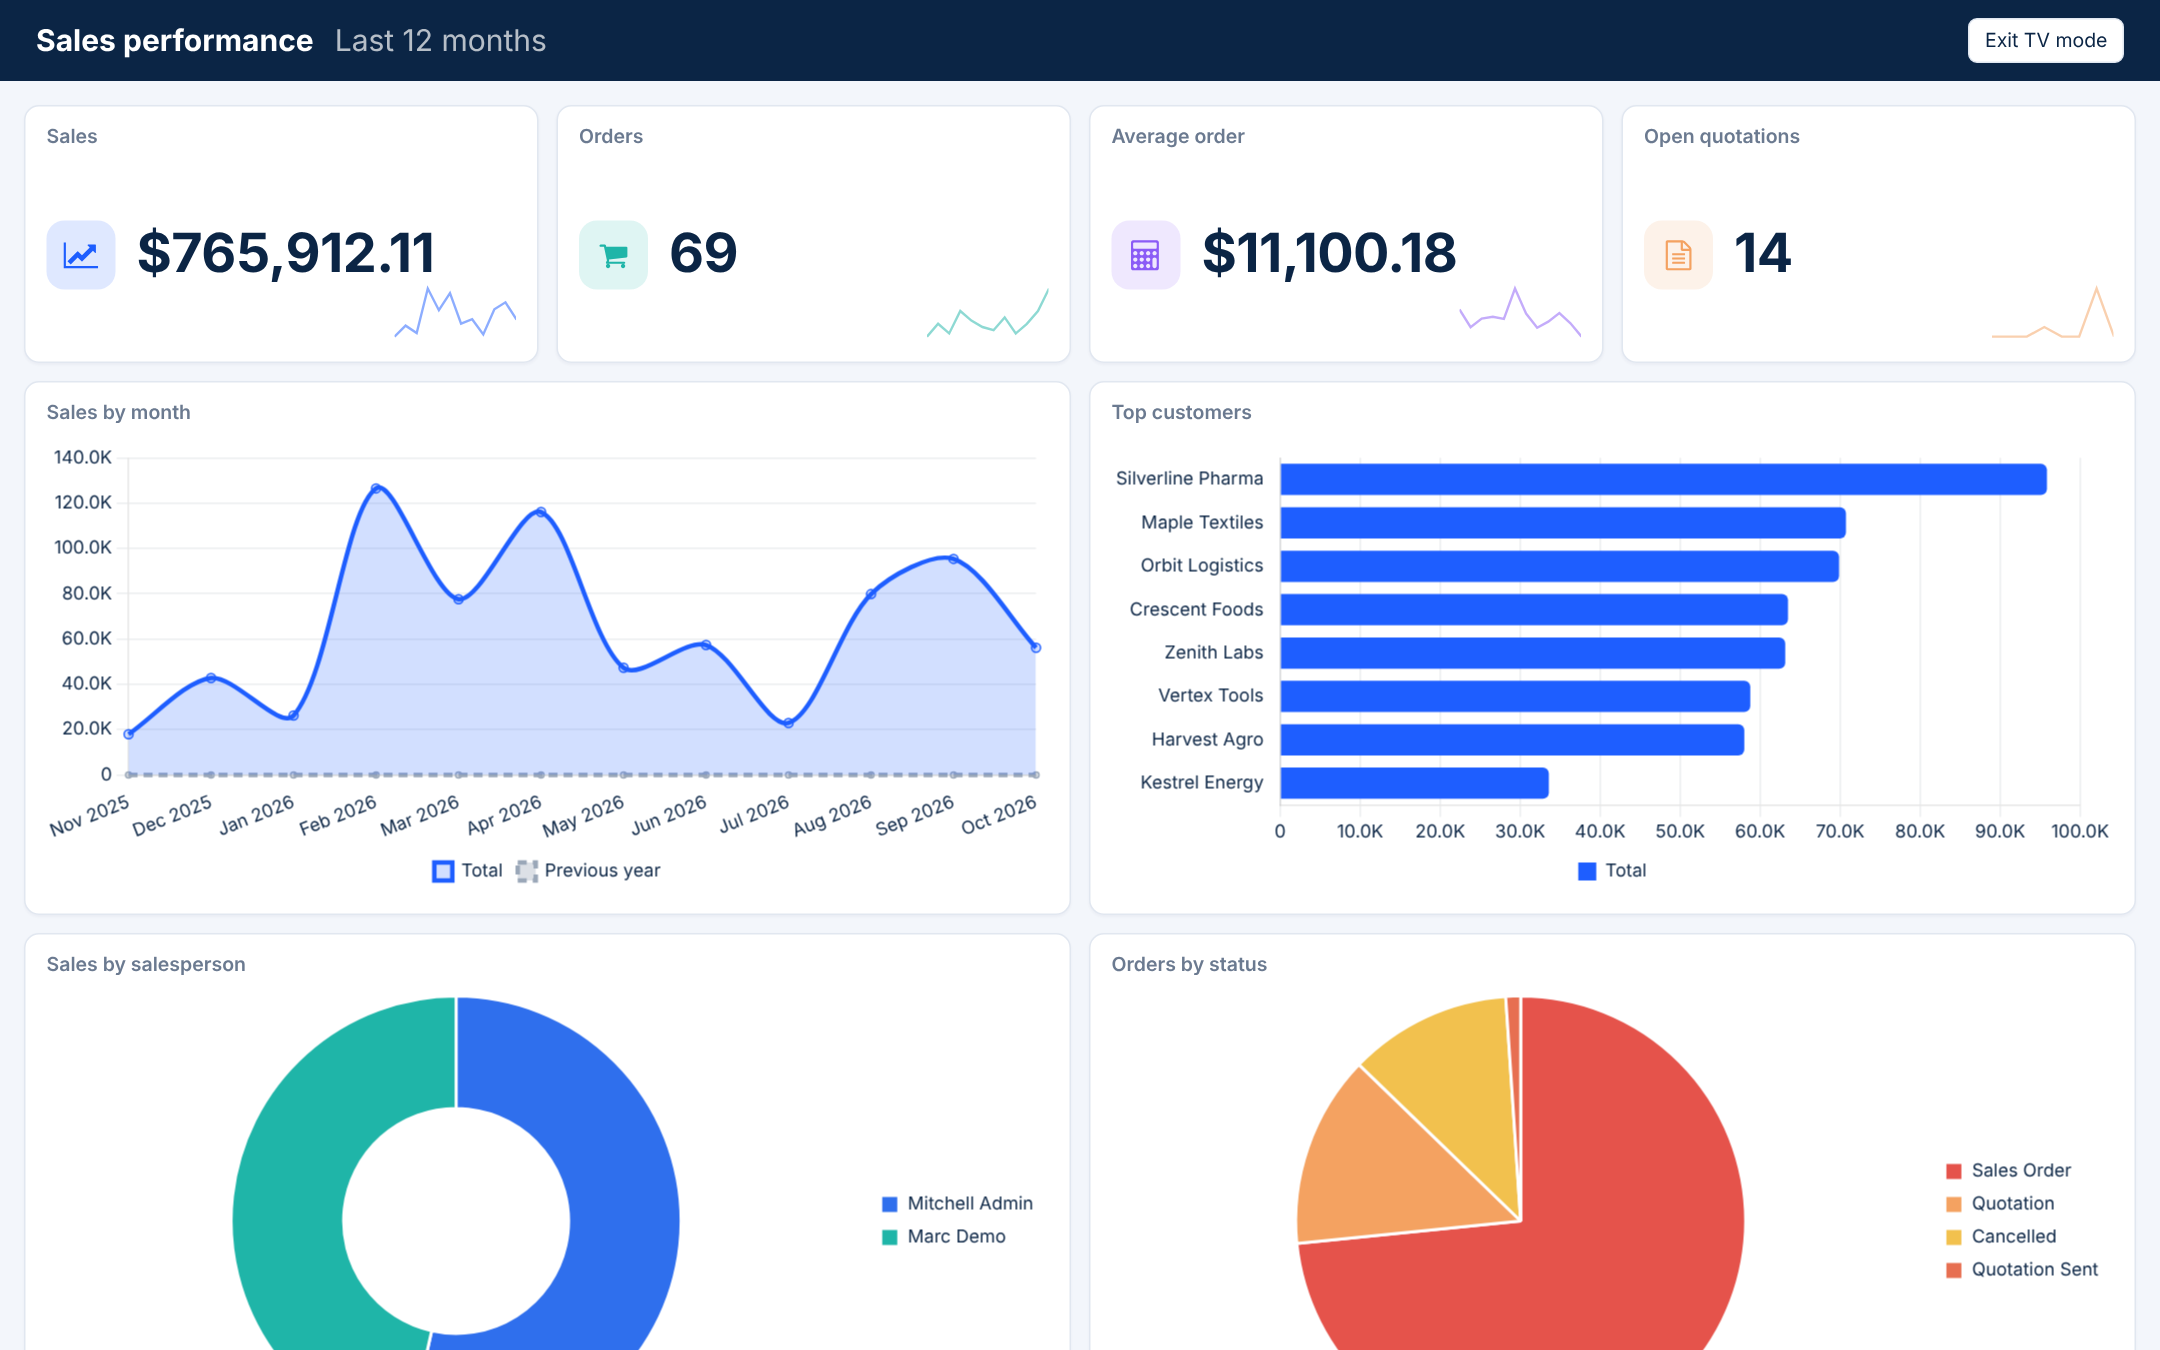 Sales performance Last 12 months
Exit TV mode
Sales
$765,912.11
Orders
69
Average order
$11,100.18
Open quotations
14
Sales by month
140.0K
120.0K
100.0K
80.0K
60.0K
40.0K
20.0K
0
Nov 2025 Dec 2025 Jan 2026 Feb 2026 Mar 2026 Apr 2026 May 2026 Jun 2026 Jul 2026 Aug 2026 Sep 2026 Oct 2026
Total Previous year
Top customers
Silverline Pharma
Maple Textiles
Orbit Logistics
Crescent Foods
Zenith Labs
Vertex Tools
Harvest Agro
Kestrel Energy
0 10.0K 20.0K 30.0K 40.0K 50.0K 60.0K 70.0K 80.0K 90.0K 100.0K
Total
Sales by salesperson
Mitchell Admin
Marc Demo
Orders by status
Sales Order
Quotation
Cancelled
Quotation Sent